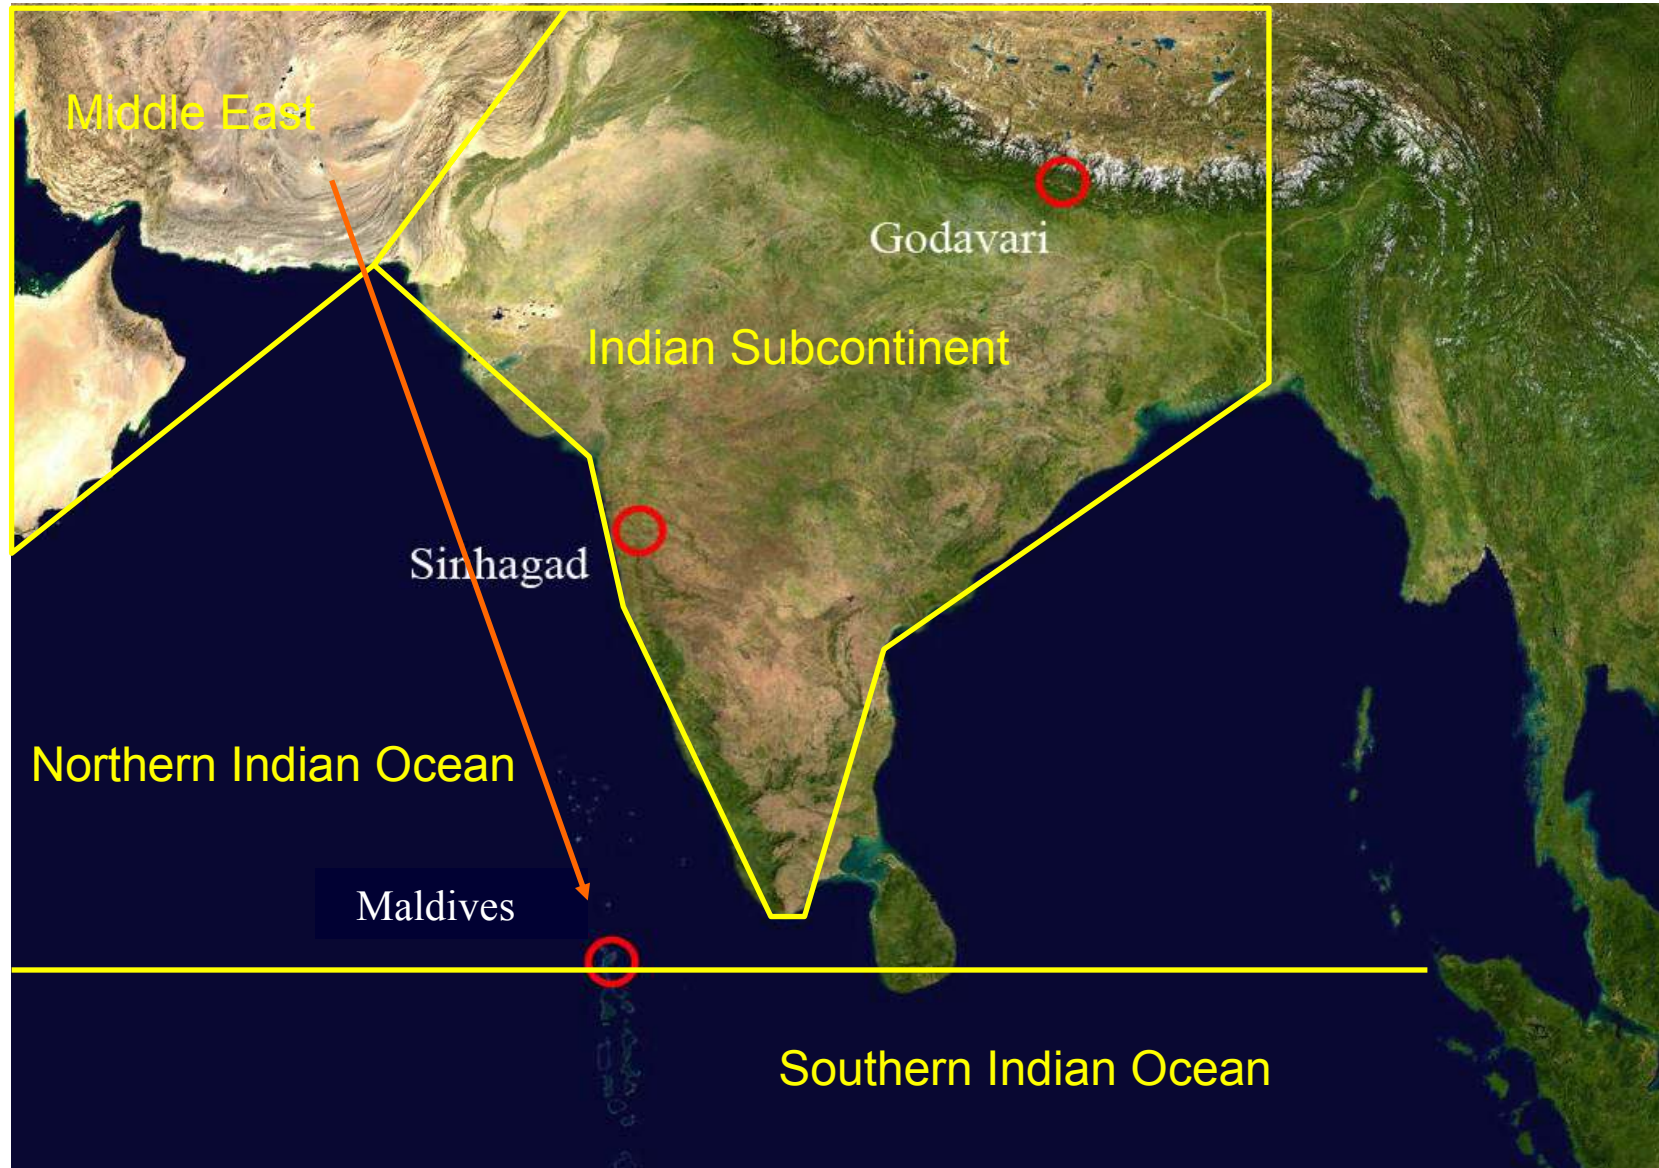 Middle East
Godavari
Indian Subcontinent
Sinhagad
Northern Indian Ocean
Maldives
Southern Indian Ocean